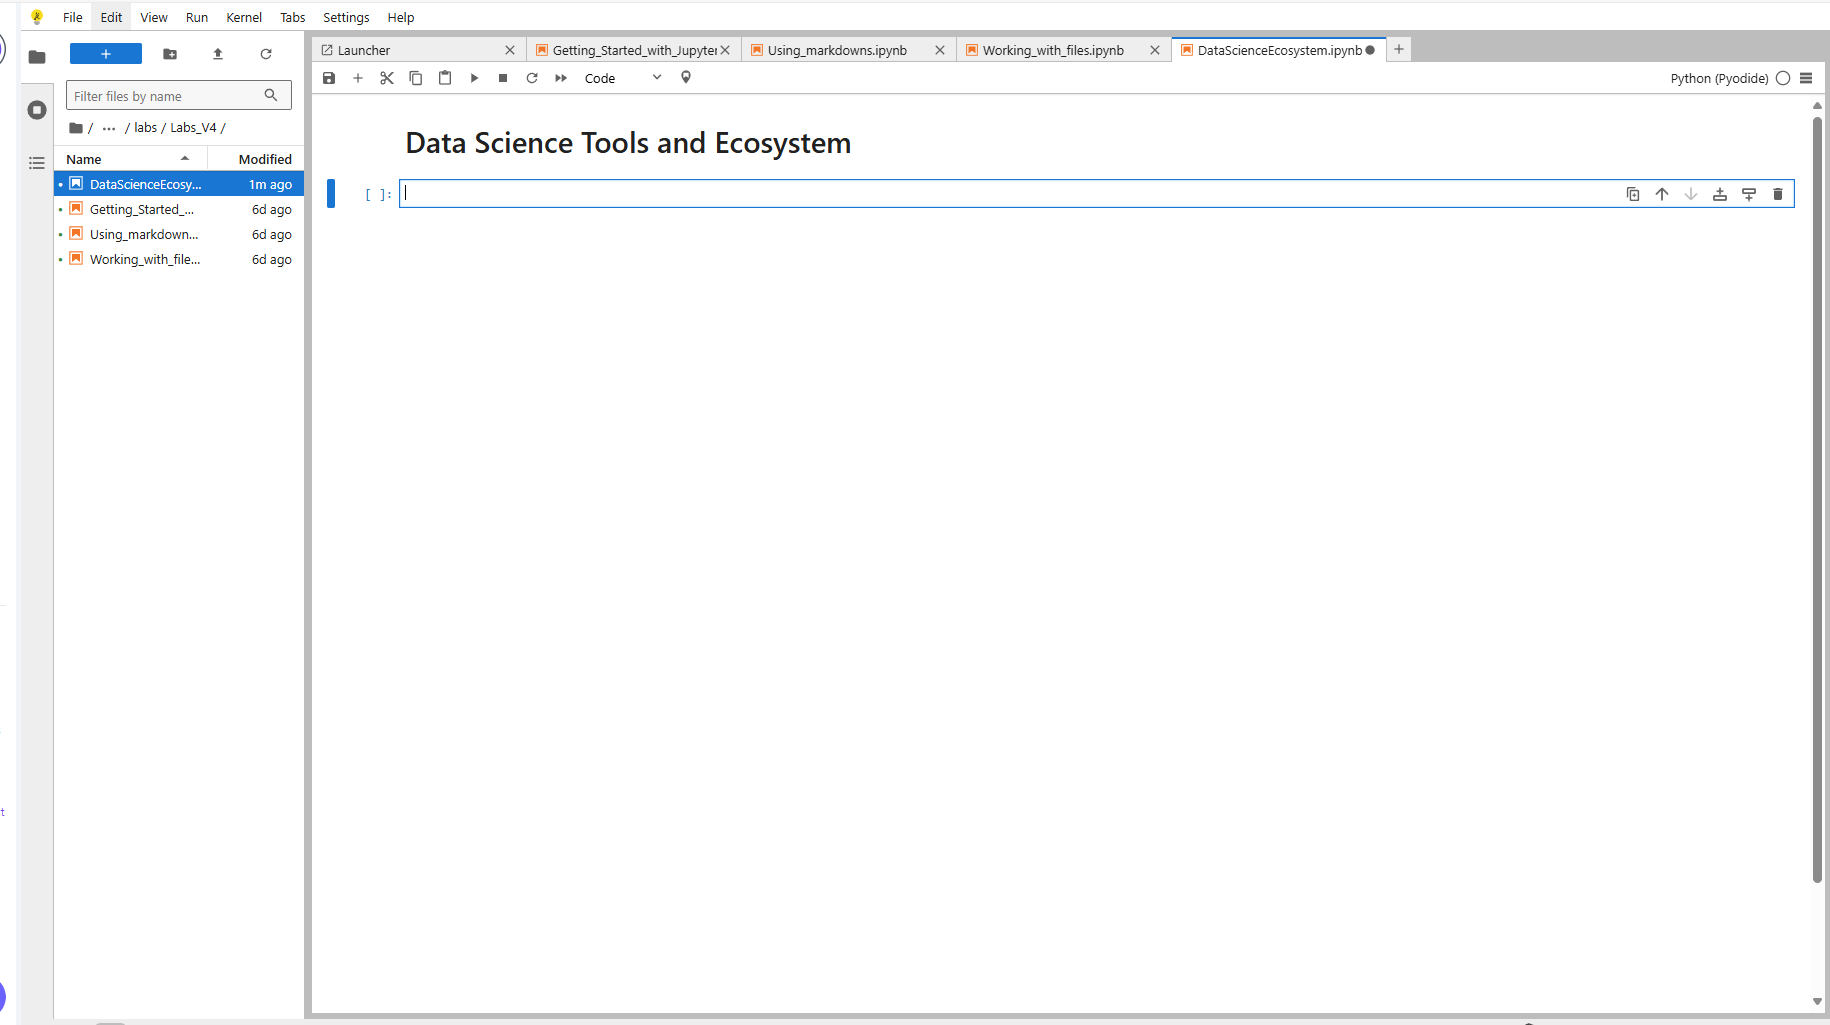 File Edit View Run Kernel Tabs Settings Help
+
Filter files by name
/ ··· / labs / Labs_V4 /
Name Modified
DataScienceEcosy... 1m ago
Getting_Started_... 6d ago
Using_markdown... 6d ago
Working_with_file... 6d ago
Launcher Getting_Started_with_Jupyter Using_markdowns.ipynb Working_with_files.ipynb DataScienceEcosystem.ipynb
Code Python (Pyodide)
Data Science Tools and Ecosystem
[ ]:
t